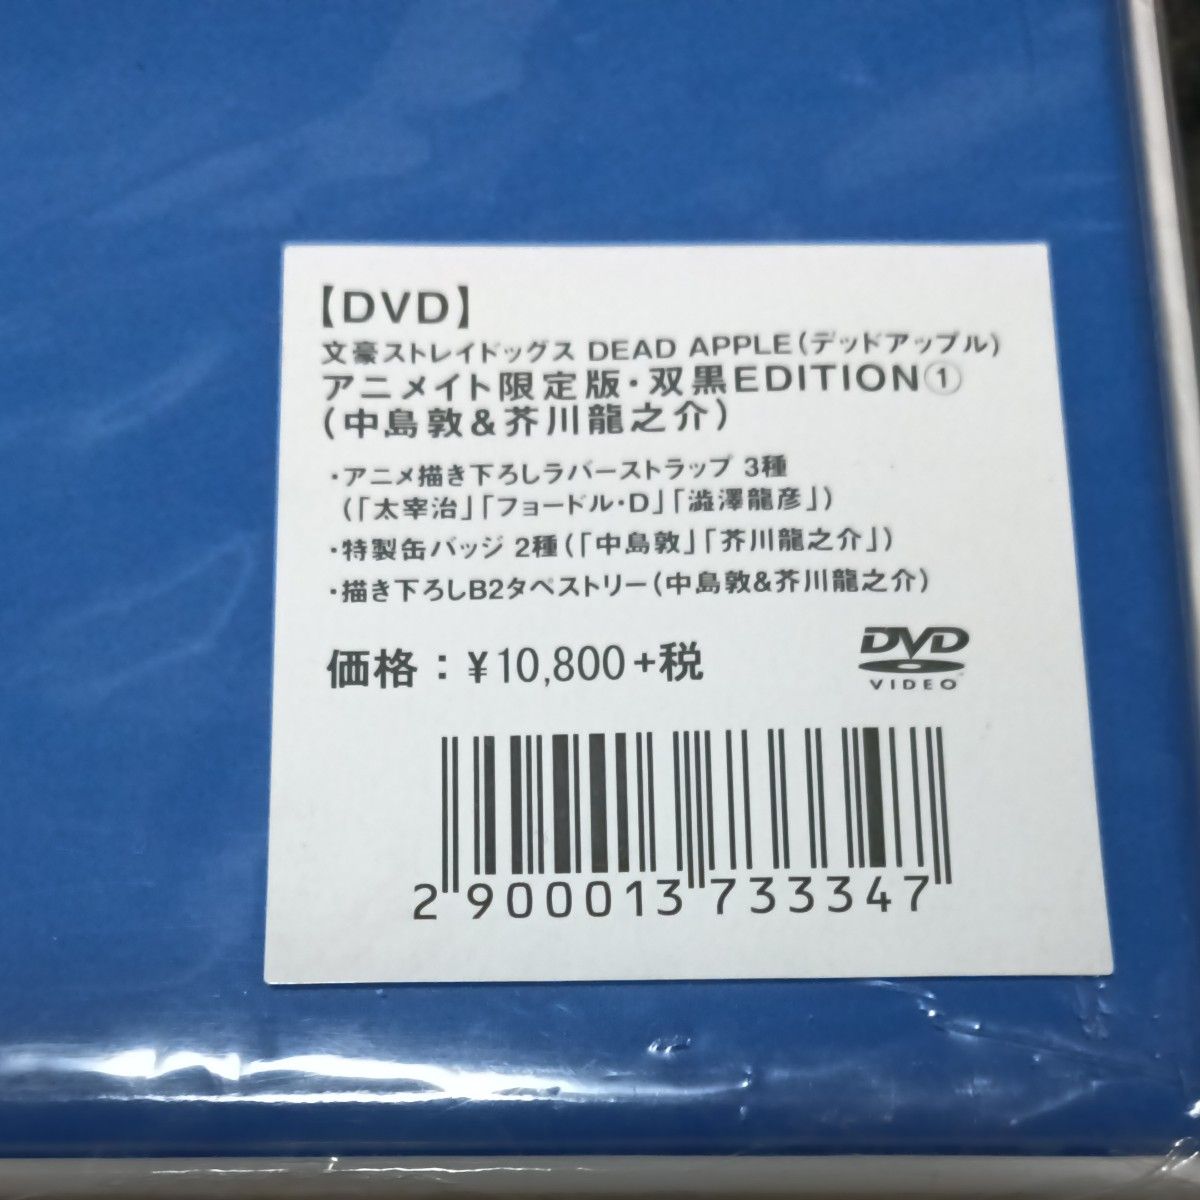 【DVD】
文豪ストレイドッグス DEAD APPLE(デッドアップル)
アニメイト限定版・双黒EDITION①
(中島敦&芥川龍之介)
・アニメ描き下ろしラバーストラップ 3種
(「太宰治」「フョードル・D」「澁澤龍彦」)
・特製缶バッジ 2種(「中島敦」「芥川龍之介」)
・描き下ろしB2タペストリー(中島敦&芥川龍之介)
価格：¥10,800+税
DVD
VIDEO
2900013733347